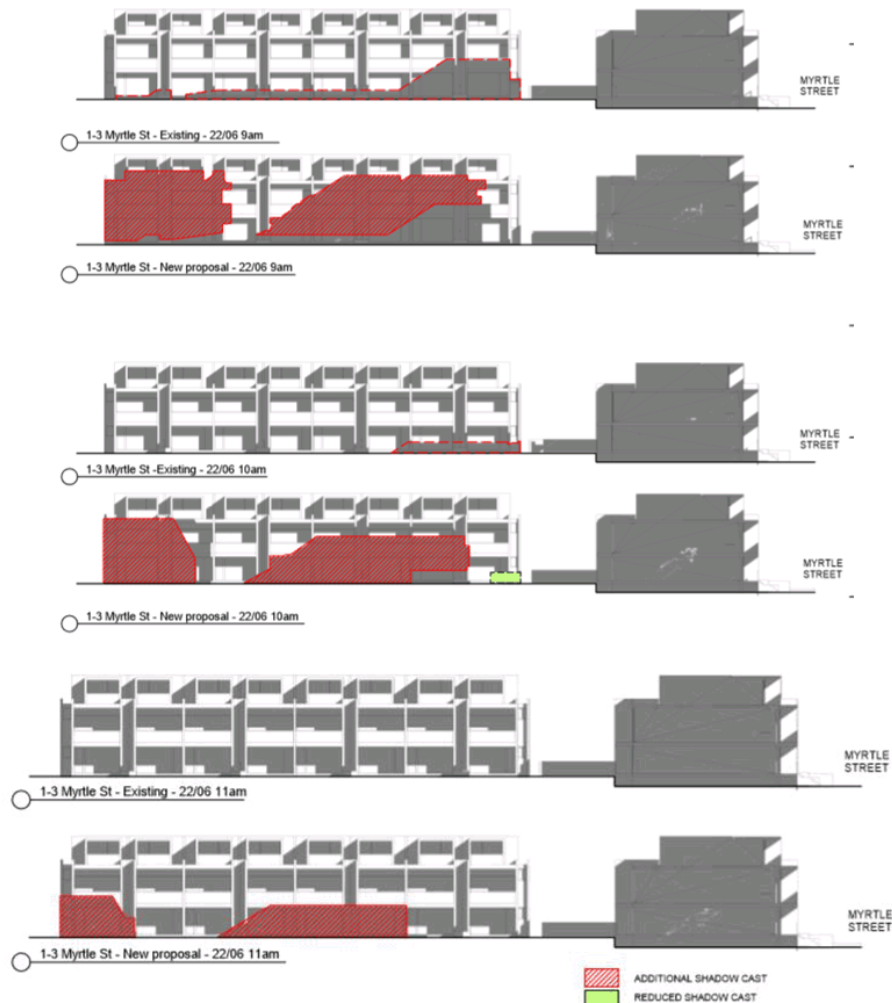 MYRTLE
STREET
1-3 Myrtle St - Existing - 22/06 9am
MYRTLE
STREET
1-3 Myrtle St - New proposal - 22/06 9am
MYRTLE
STREET
1-3 Myrtle St -Existing - 22/06 10am
MYRTLE
STREET
1-3 Myrtle St - New proposal - 22/06 10am
MYRTLE
STREET
1-3 Myrtle St - Existing - 22/06 11am
MYRTLE
STREET
1-3 Myrtle St - New proposal - 22/06 11am
ADDITIONAL SHADOW CAST
REDUCED SHADOW CAST